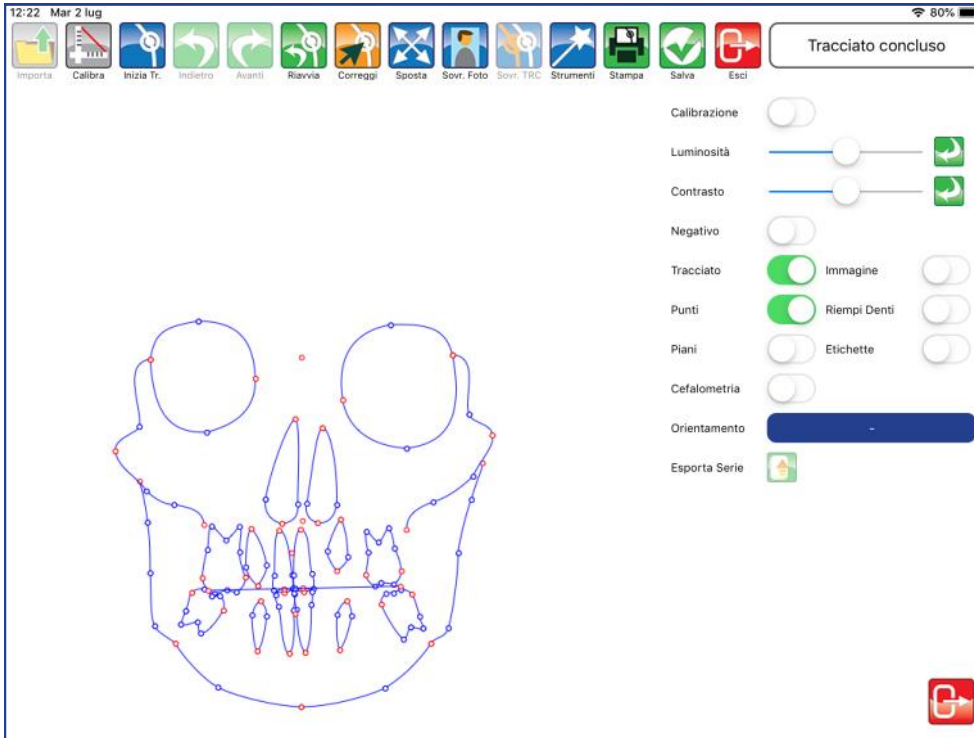 12:22 Mar 2 lug 80%
Importa Calibra Inizia Tr. Indietro Avanti Riavvia Correggi Sposta Sovr. Foto Sovr. TRC Strumenti Stampa Salva Esci
Tracciato concluso
Calibrazione
Luminosità
Contrasto
Negativo
Tracciato Immagine
Punti Riempi Denti
Piani Etichette
Cefalometria
Orientamento -
Esporta Serie